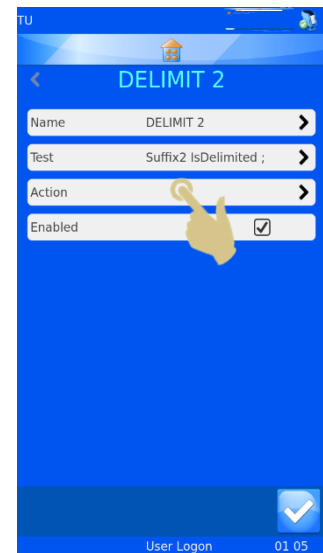 TU
DELIMIT 2
Name DELIMIT 2
Test Suffix2 IsDelimited ;
Action
Enabled
User Logon 01 05